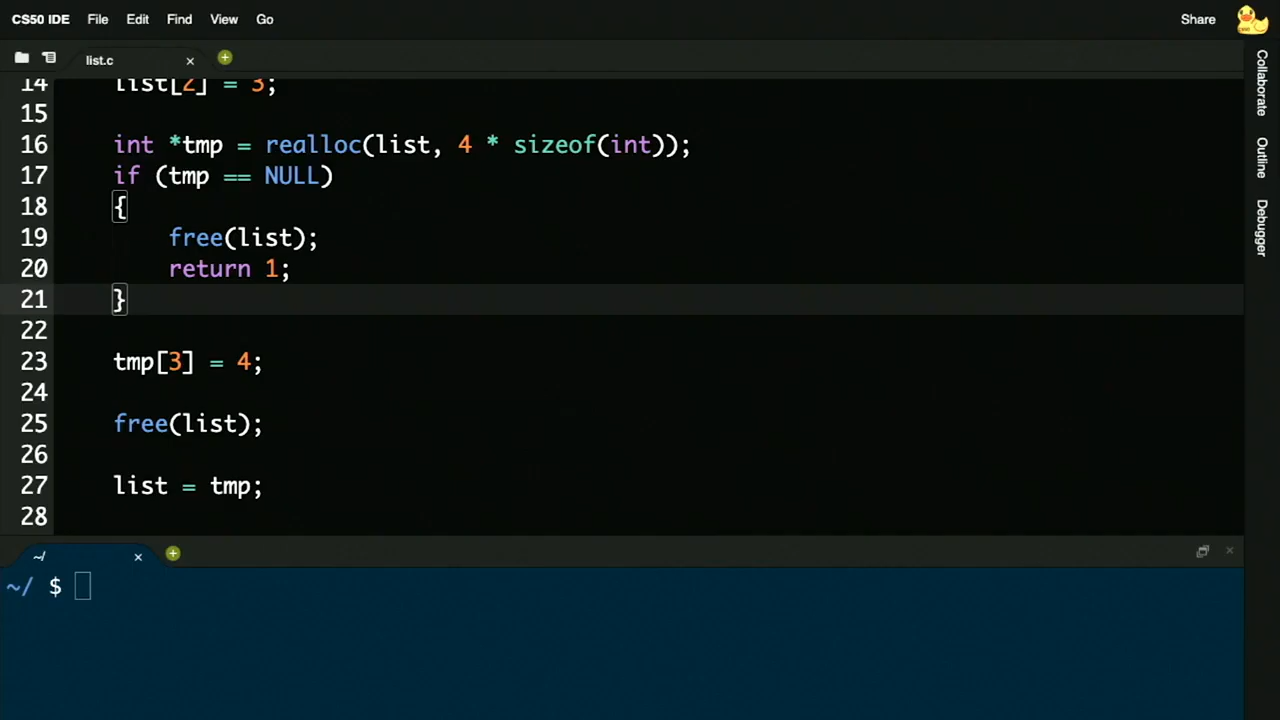 CS50 IDE File Edit Find View Go Share
list.c
14 list[2] = 3;
15
16 int *tmp = realloc(list, 4 * sizeof(int));
17 if (tmp == NULL)
18 {
19 free(list);
20 return 1;
21 }
22
23 tmp[3] = 4;
24
25 free(list);
26
27 list = tmp;
28
~/
~/ $
Collaborate
Outline
Debugger